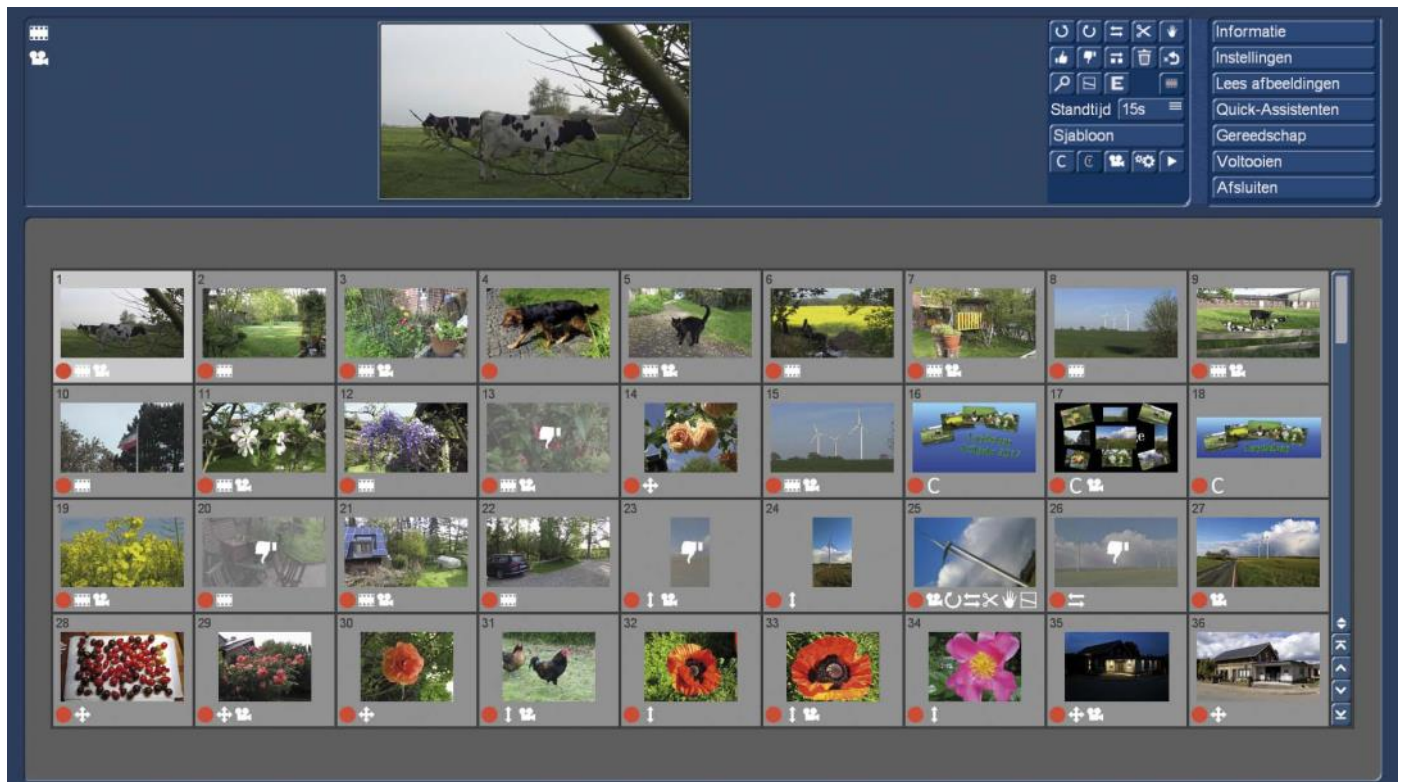 Informatie
Instellingen
Lees afbeeldingen
E
Standtijd 15s
Quick-Assistenten
Sjabloon
Gereedschap
C C
Voltooien
Afsluiten
1 2 3 4 5 6 7 8 9
10 11 12 13 14 15 16 17 18
C C C
19 20 21 22 23 24 25 26 27
28 29 30 31 32 33 34 35 36